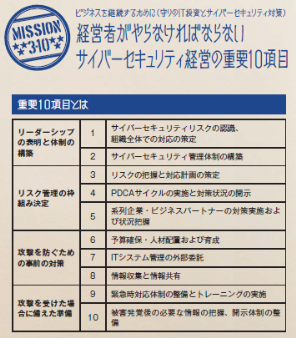 MISSION
3-10
ビジネスを継続するために(守りのIT投資とサイバーセキュリティ対策)
経営者がやらなければならない
サイバーセキュリティ経営の重要10項目
重要10項目とは
リーダーシップ
の表明と体制の
構築
1
サイバーセキュリティリスクの認識、
組織全体での対応の策定
2
サイバーセキュリティ管理体制の構築
リスク管理の枠
組み決定
3
リスクの把握と対応計画の策定
4
PDCAサイクルの実施と対策状況の開示
5
系列企業・ビジネスパートナーの対策実施およ
び状況把握
攻撃を防ぐため
の事前の対策
6
予算確保・人材配置および育成
7
ITシステム管理の外部委託
8
情報収集と情報共有
攻撃を受けた場
合に備えた準備
9
緊急時対応体制の整備とトレーニングの実施
10
被害発覚後の必要な情報の把握、開示体制の整
備